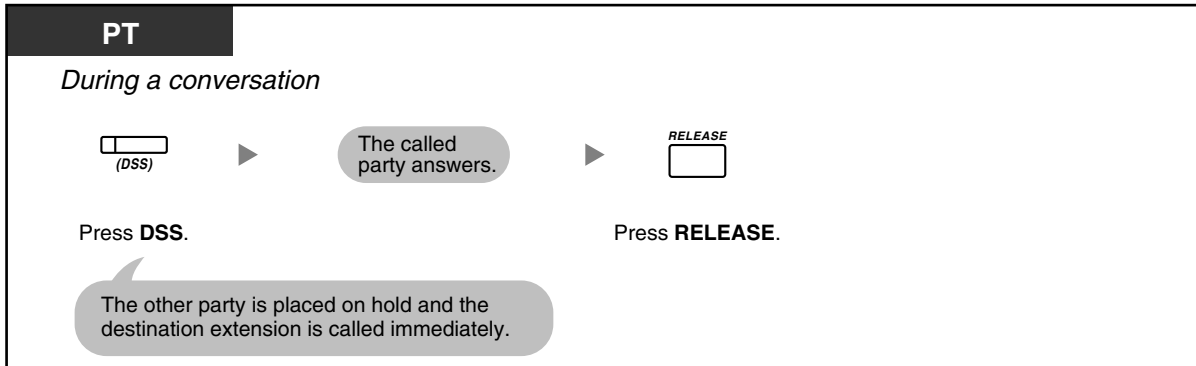 PT
During a conversation
(DSS)
The called
party answers.
RELEASE
Press DSS.
Press RELEASE.
The other party is placed on hold and the
destination extension is called immediately.